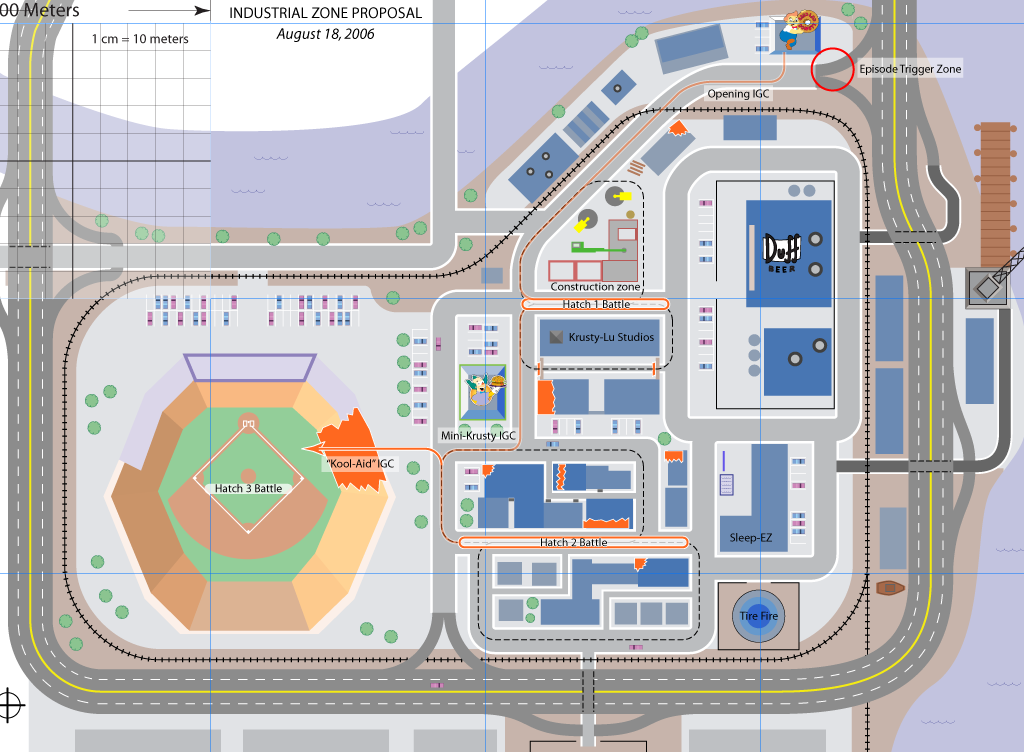 00 Meters
INDUSTRIAL ZONE PROPOSAL
August 18, 2006
1 cm = 10 meters
Episode Trigger Zone
Opening IGC
Duff
BEER
Construction zone
Hatch 1 Battle
Krusty-Lu Studios
Mini-Krusty IGC
"Kool-Aid" IGC
Hatch 3 Battle
Hatch 2 Battle
Sleep-EZ
Tire Fire